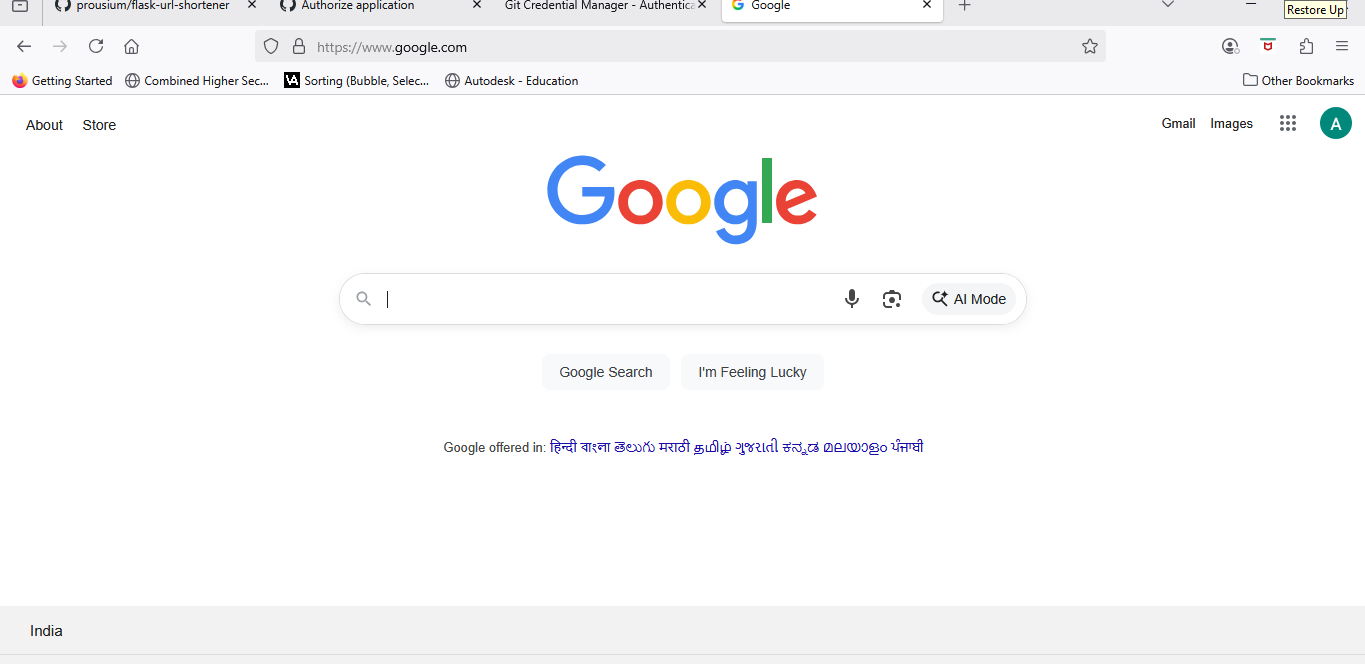 prousium/flask-url-shortener
Authorize application
Git Credential Manager - Authentica
Google
Restore Up
https://www.google.com
Getting Started
Combined Higher Sec...
VA
Sorting (Bubble, Selec...
Autodesk - Education
Other Bookmarks
About
Store
Gmail
Images
A
Google
AI Mode
Google Search
I'm Feeling Lucky
Google offered in: हिन्दी বাংলা తెలుగు मराठी தமிழ் ગુજરાતી ಕನ್ನಡ മലയാളം ਪੰਜਾਬੀ
India